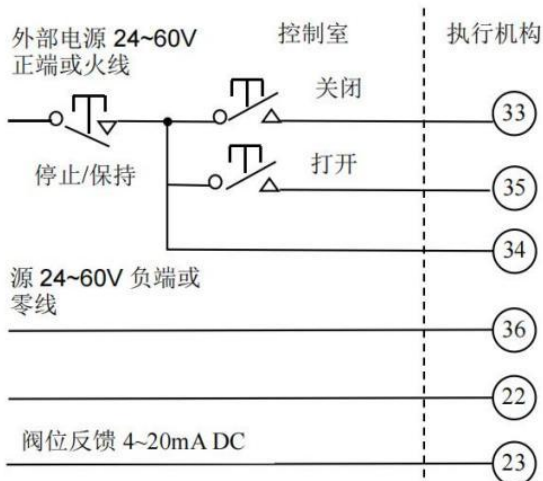 外部电源 24~60V
正端或火线
控制室
执行机构
关闭
33
停止/保持
打开
35
34
源 24~60V 负端或
零线
36
22
阀位反馈 4~20mA DC
23